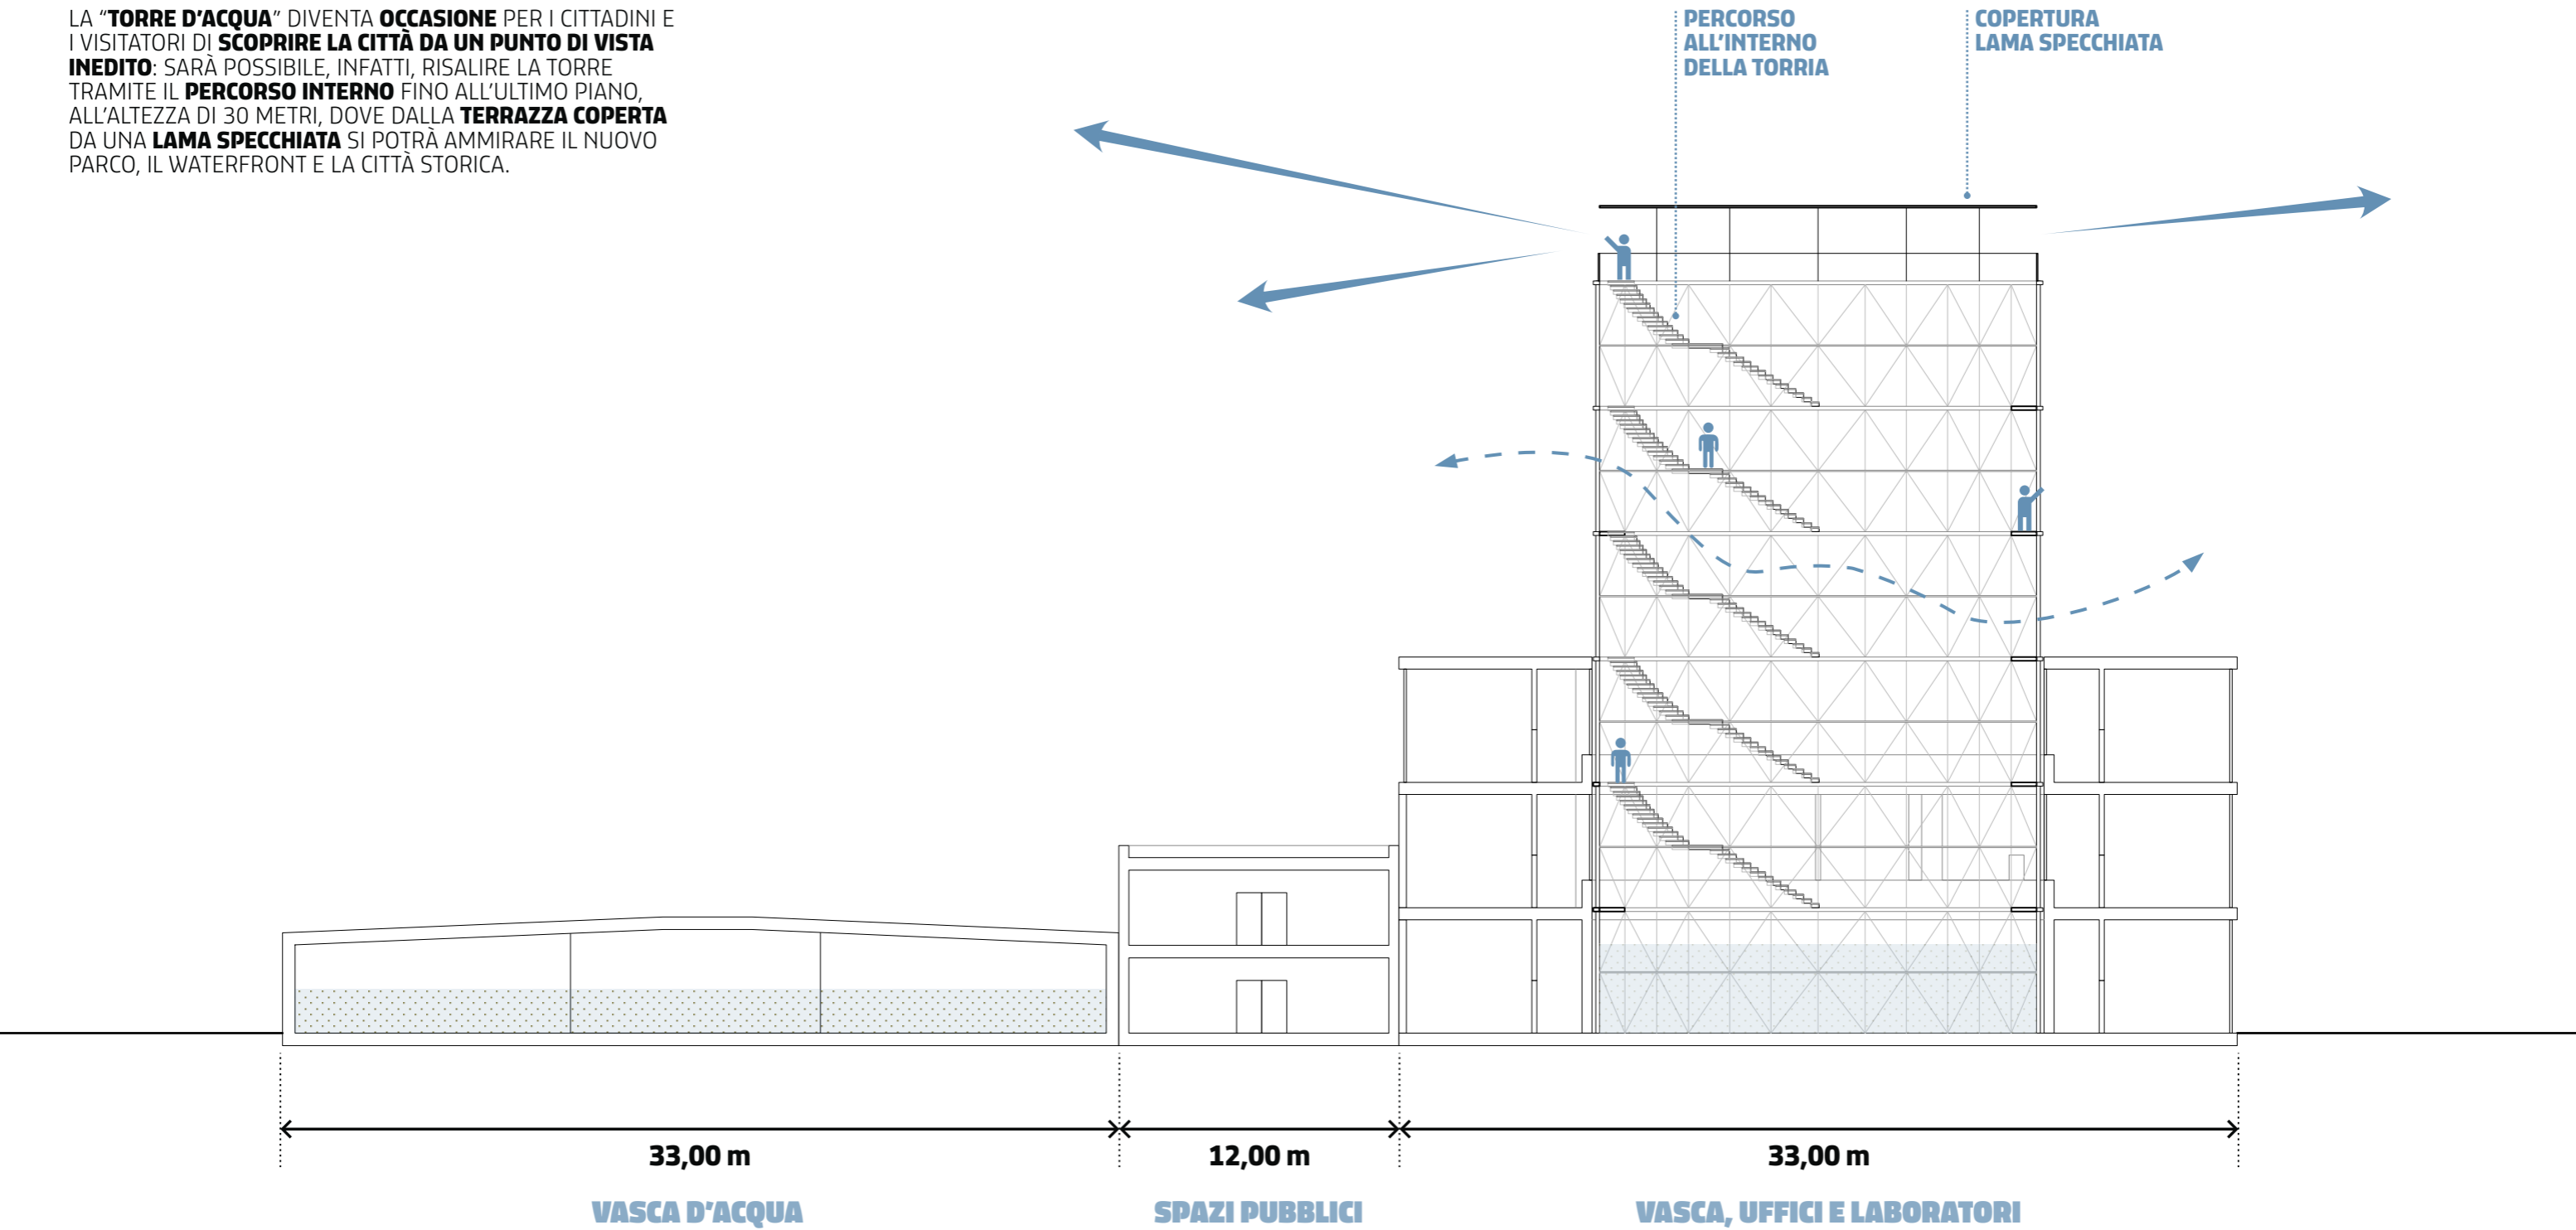 LA “TORRE D’ACQUA” DIVENTA OCCASIONE PER I CITTADINI E
I VISITATORI DI SCOPRIRE LA CITTÀ DA UN PUNTO DI VISTA
INEDITO: SARÀ POSSIBILE, INFATTI, RISALIRE LA TORRE
TRAMITE IL PERCORSO INTERNO FINO ALL’ULTIMO PIANO,
ALL’ALTEZZA DI 30 METRI, DOVE DALLA TERRAZZA COPERTA
DA UNA LAMA SPECCHIATA SI POTRÀ AMMIRARE IL NUOVO
PARCO, IL WATERFRONT E LA CITTÀ STORICA.
PERCORSO
ALL’INTERNO
DELLA TORRIA
COPERTURA
LAMA SPECCHIATA
33,00 m
12,00 m
33,00 m
VASCA D’ACQUA
SPAZI PUBBLICI
VASCA, UFFICI E LABORATORI